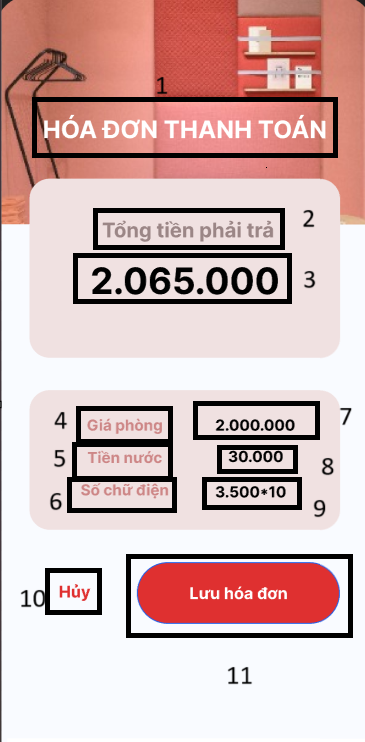 1
HÓA ĐƠN THANH TOÁN
Tổng tiền phải trả 2
2.065.000 3
4 Giá phòng 2.000.000 7
5 Tiền nước 30.000 8
6 Số chữ điện 3.500*10 9
10 Hủy Lưu hóa đơn
11